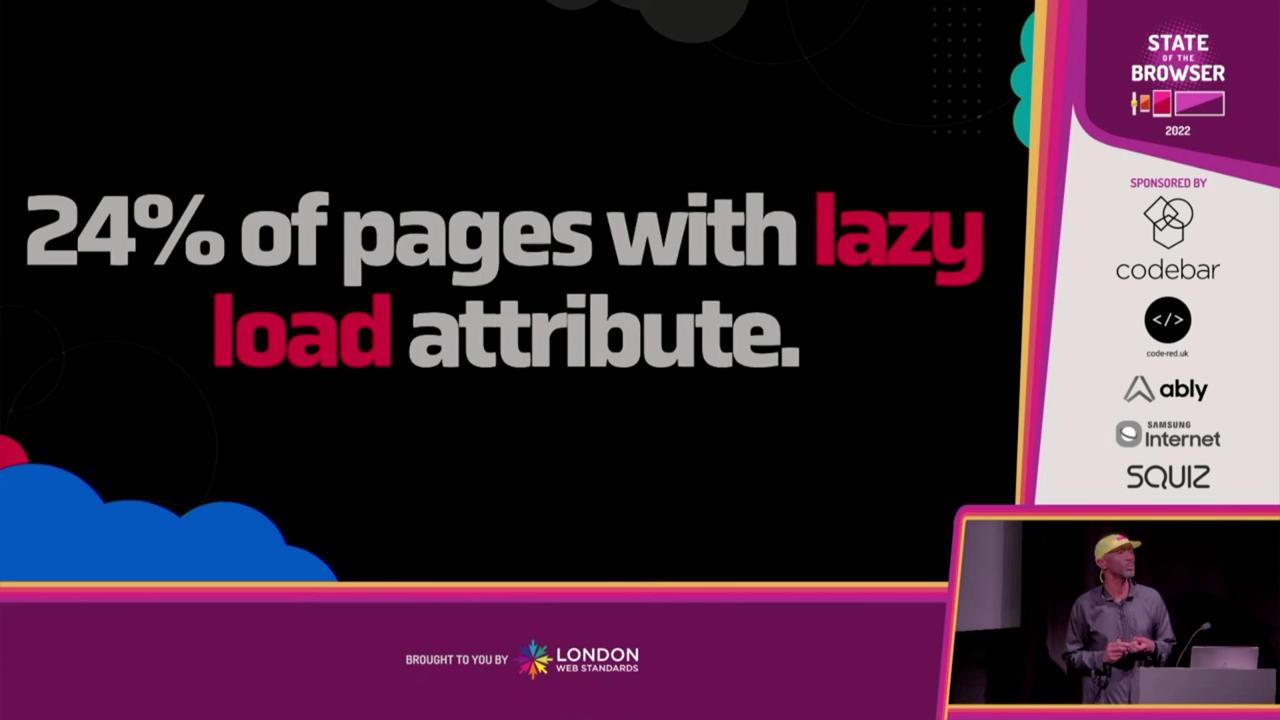 24% of pages with lazy
load attribute.
STATE
OF THE
BROWSER
2022
SPONSORED BY
codebar
</>
code-red.uk
ably
SAMSUNG
Internet
SQUIZ
BROUGHT TO YOU BY
LONDON
WEB STANDARDS